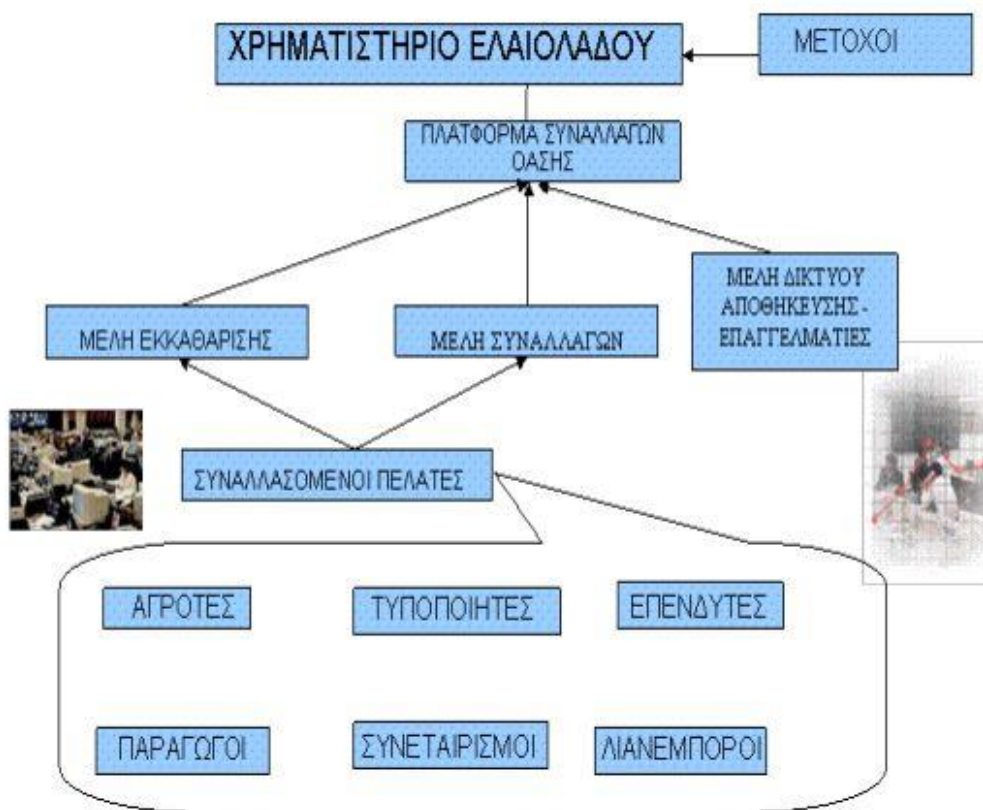 ΧΡΗΜΑΤΙΣΤΗΡΙΟ ΕΛΑΙΟΛΑΔΟΥ
ΜΕΤΟΧΟΙ
ΠΛΑΤΦΟΡΜΑ ΣΥΝΑΛΛΑΓΩΝ
ΟΑΣΗΣ
ΜΕΛΗ ΕΚΚΑΘΑΡΙΣΗΣ
ΜΕΛΗ ΣΥΝΑΛΛΑΓΩΝ
ΜΕΛΗ ΔΙΚΤΥΟΥ
ΑΠΟΘΗΚΕΥΣΗΣ -
ΕΠΑΓΓΕΛΜΑΤΙΕΣ
ΣΥΝΑΛΛΑΣΟΜΕΝΟΙ ΠΕΛΑΤΕΣ
ΑΓΡΟΤΕΣ
ΤΥΠΟΠΟΙΗΤΕΣ
ΕΠΕΝΔΥΤΕΣ
ΠΑΡΑΓΩΓΟΙ
ΣΥΝΕΤΑΙΡΙΣΜΟΙ
ΛΙΑΝΕΜΠΟΡΟΙ